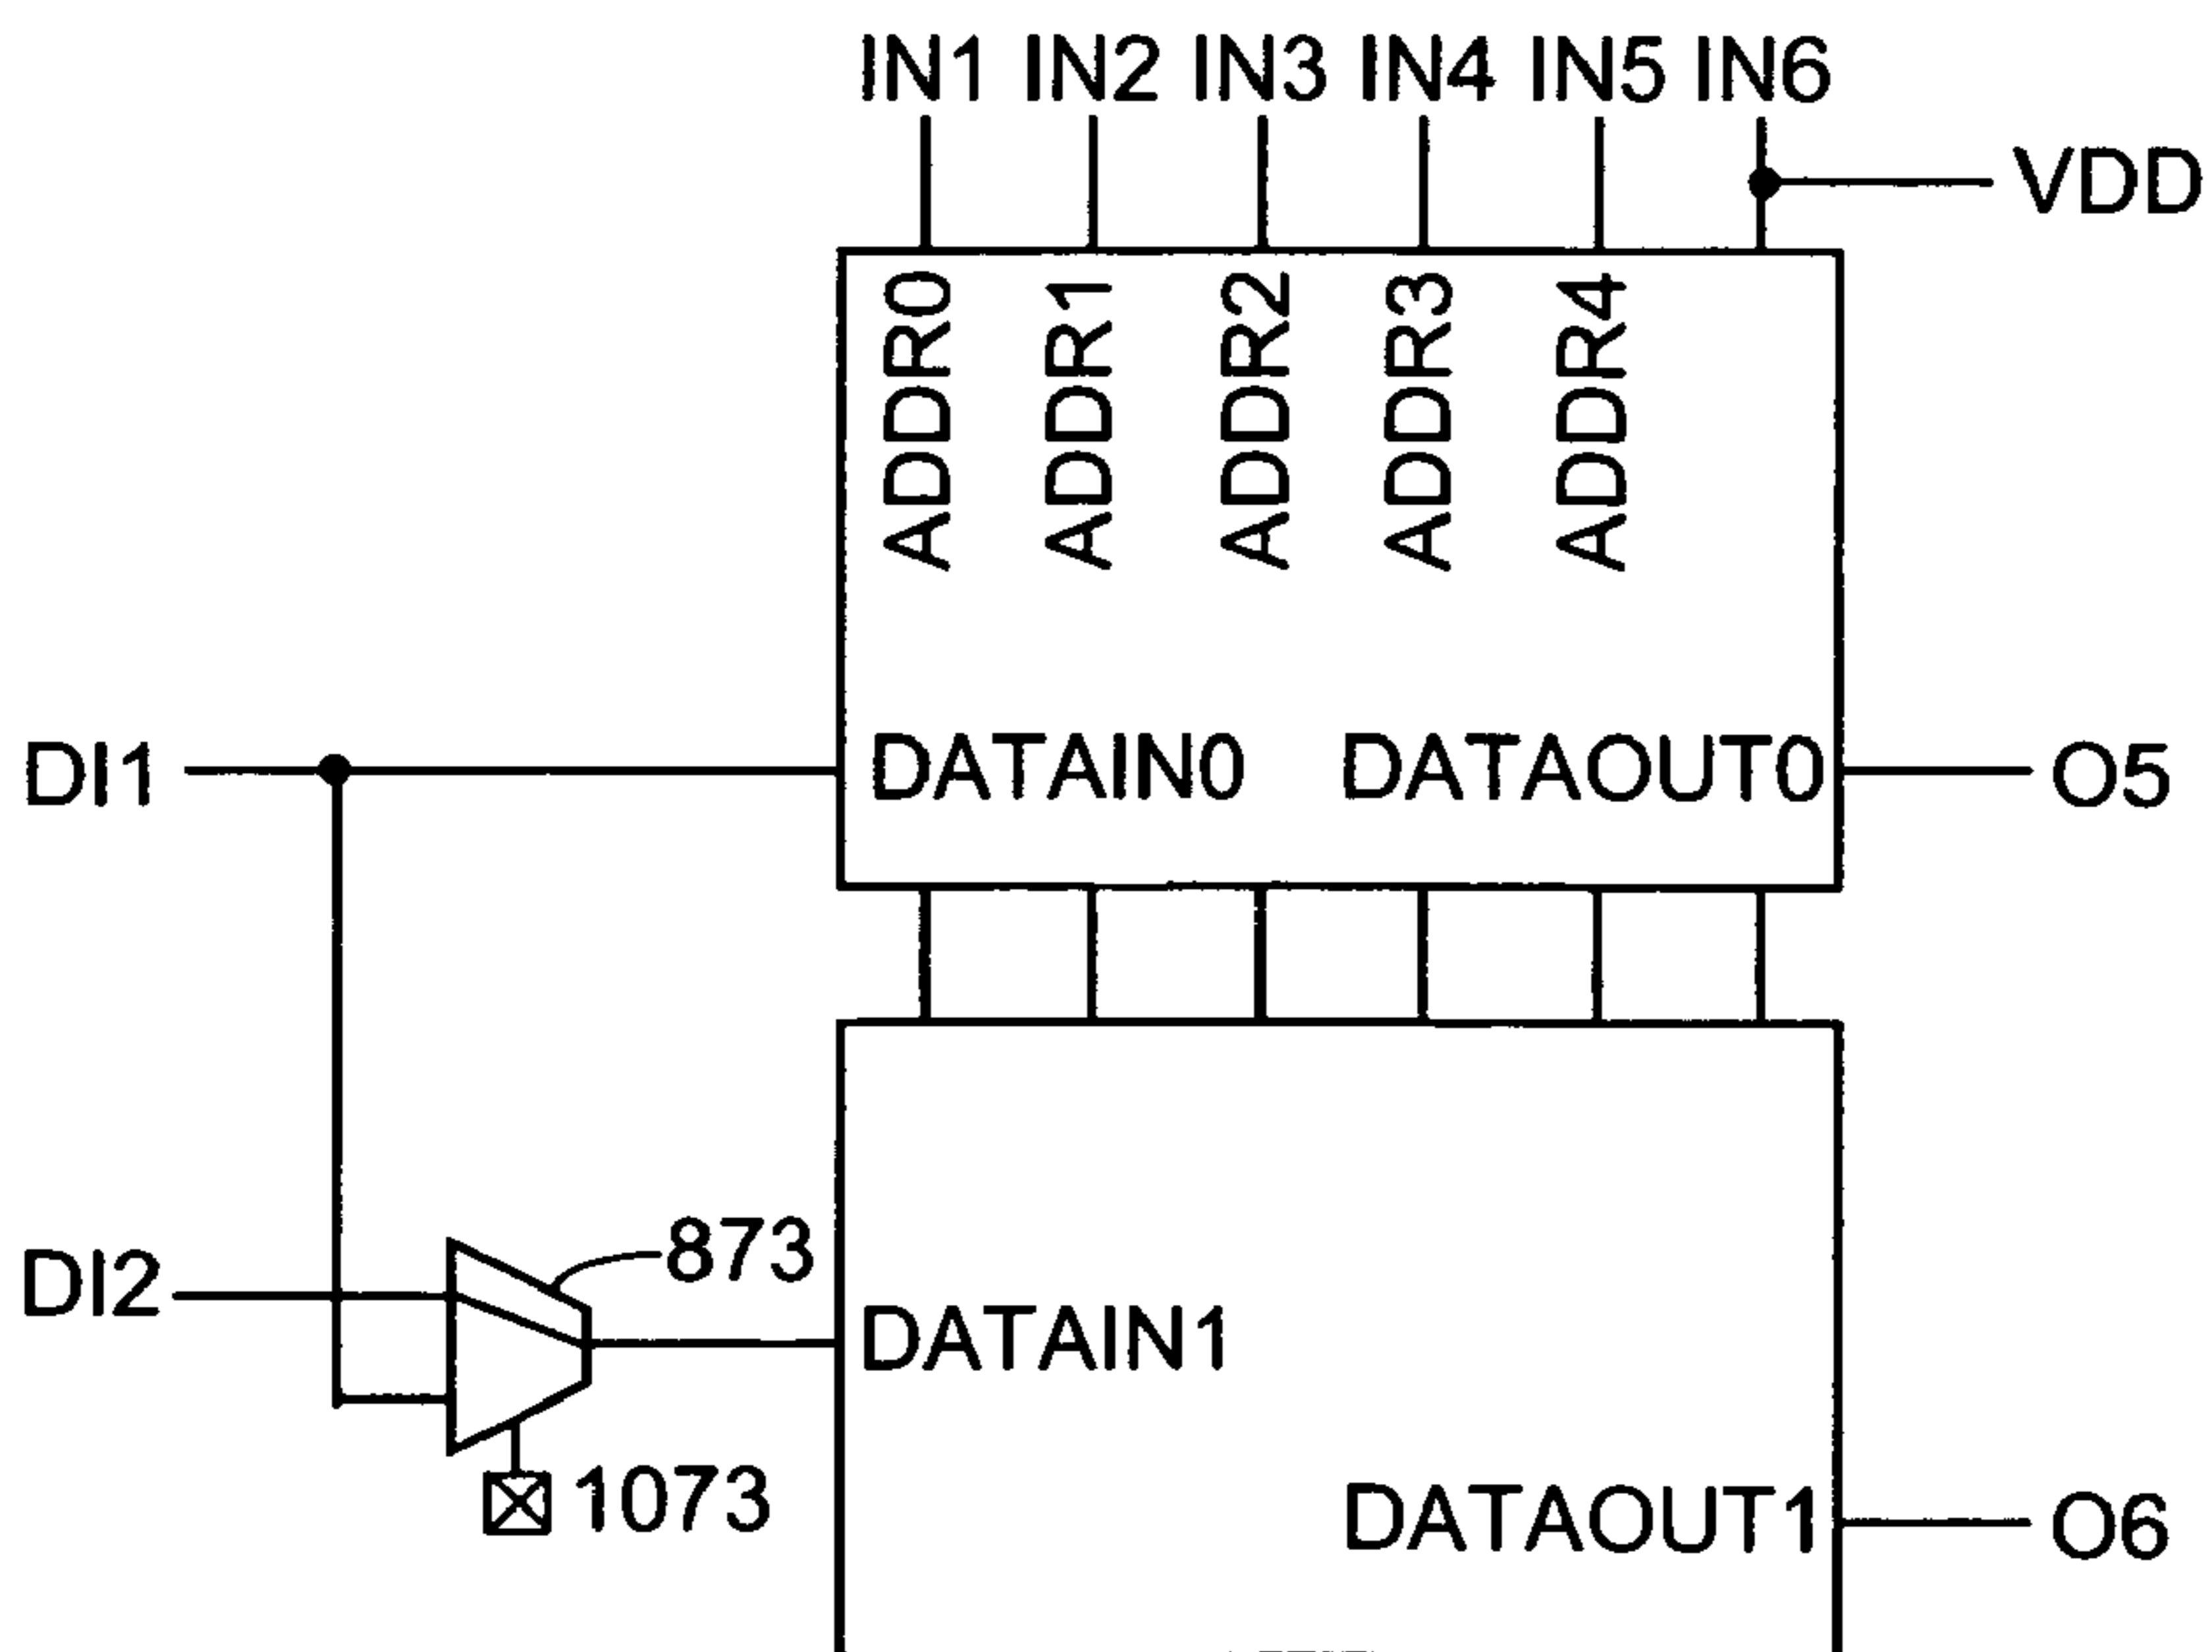 IN1 IN2 IN3 IN4 IN5 IN6
VDD
ADDR0
ADDR1
ADDR2
ADDR3
ADDR4
DI1
DATAIN0
DATAOUT0
O5
873
DI2
DATAIN1
1073
DATAOUT1
O6